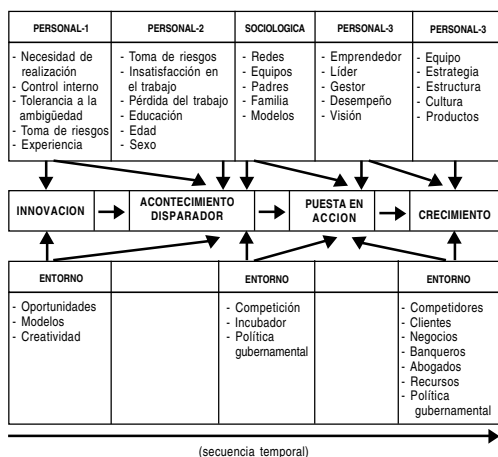 PERSONAL-1
- Necesidad de
realización
- Control interno
- Tolerancia a la
ambigüedad
- Toma de riesgos
- Experiencia
PERSONAL-2
- Toma de riesgos
- Insatisfacción en
el trabajo
- Pérdida del trabajo
- Educación
- Edad
- Sexo
SOCIOLOGICA
- Redes
- Equipos
- Padres
- Familia
- Modelos
PERSONAL-3
- Emprendedor
- Líder
- Gestor
- Desempeño
- Visión
PERSONAL-3
- Equipo
- Estrategia
- Estructura
- Cultura
- Productos
INNOVACION
ACONTECIMIENTO
DISPARADOR
PUESTA EN
ACCION
CRECIMIENTO
ENTORNO
- Oportunidades
- Modelos
- Creatividad
ENTORNO
- Competición
- Incubador
- Política
gubernamental
ENTORNO
- Competidores
- Clientes
- Negocios
- Banqueros
- Abogados
- Recursos
- Política
gubernamental
(secuencia temporal)